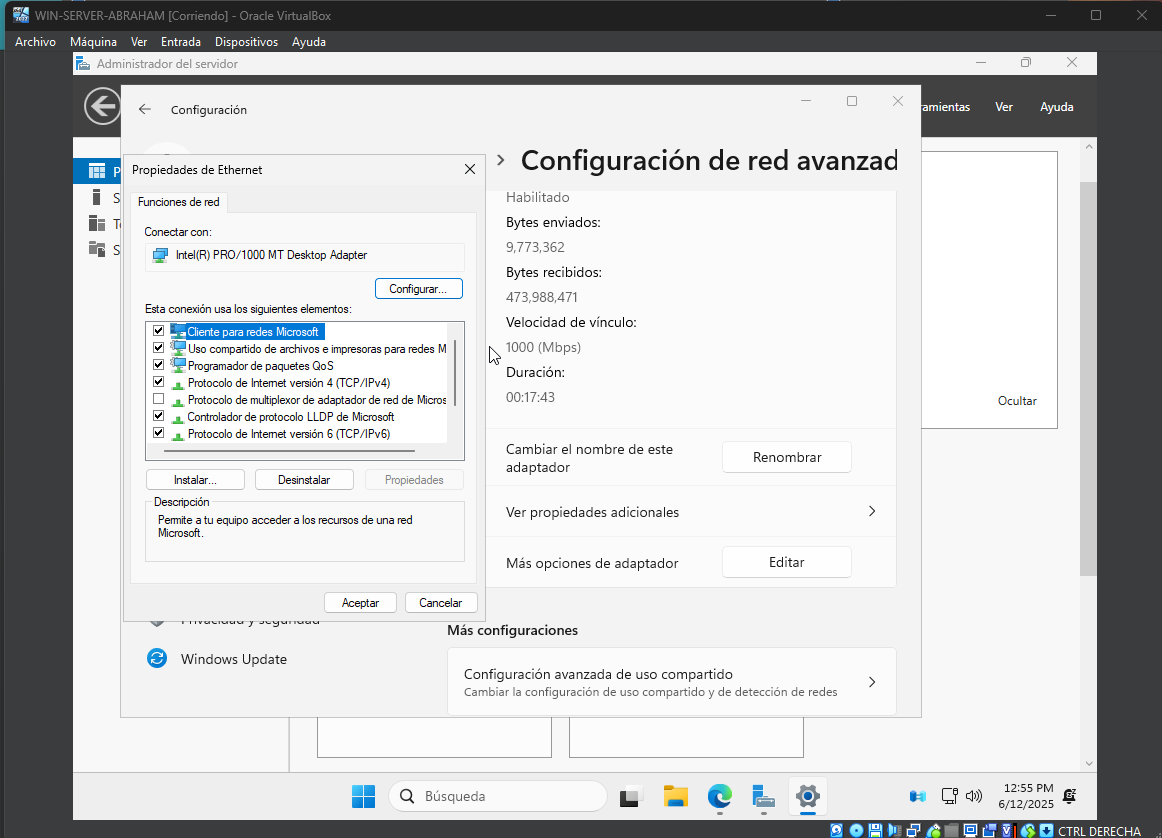 WIN-SERVER-ABRAHAM [Corriendo] - Oracle VirtualBox
Archivo Máquina Ver Entrada Dispositivos Ayuda
Administrador del servidor
Configuración
ramientas Ver Ayuda
Configuración de red avanzad
Propiedades de Ethernet
Funciones de red
Conectar con:
Intel(R) PRO/1000 MT Desktop Adapter
Configurar...
Esta conexión usa los siguientes elementos:
Cliente para redes Microsoft
Uso compartido de archivos e impresoras para redes M
Programador de paquetes QoS
Protocolo de Internet versión 4 (TCP/IPv4)
Protocolo de multiplexor de adaptador de red de Micros
Controlador de protocolo LLDP de Microsoft
Protocolo de Internet versión 6 (TCP/IPv6)
Instalar...
Desinstalar
Propiedades
Descripción
Permite a tu equipo acceder a los recursos de una red
Microsoft.
Aceptar
Cancelar
P
S
T
S
Habilitado
Bytes enviados:
9,773,362
Bytes recibidos:
473,988,471
Velocidad de vínculo:
1000 (Mbps)
Duración:
00:17:43
Ocultar
Cambiar el nombre de este
adaptador
Renombrar
Ver propiedades adicionales
Más opciones de adaptador
Editar
Privacidad y seguridad
Windows Update
Más configuraciones
Configuración avanzada de uso compartido
Cambiar la configuración de uso compartido y de detección de redes
Búsqueda
12:55 PM
6/12/2025
CTRL DERECHA